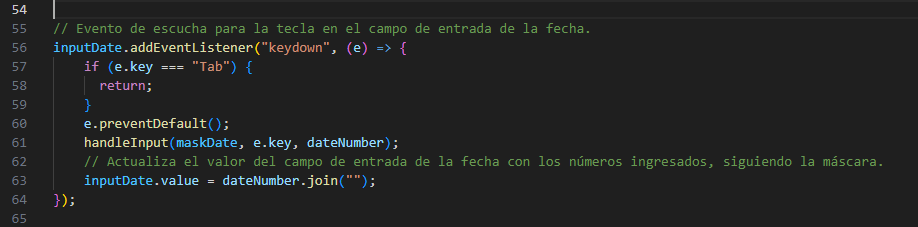 54
55 // Evento de escucha para la tecla en el campo de entrada de la fecha.
56 inputDate.addEventListener("keydown", (e) => {
57     if (e.key === "Tab") {
58       return;
59     }
60     e.preventDefault();
61     handleInput(maskDate, e.key, dateNumber);
62     // Actualiza el valor del campo de entrada de la fecha con los números ingresados, siguiendo la máscara.
63     inputDate.value = dateNumber.join("");
64 });
65